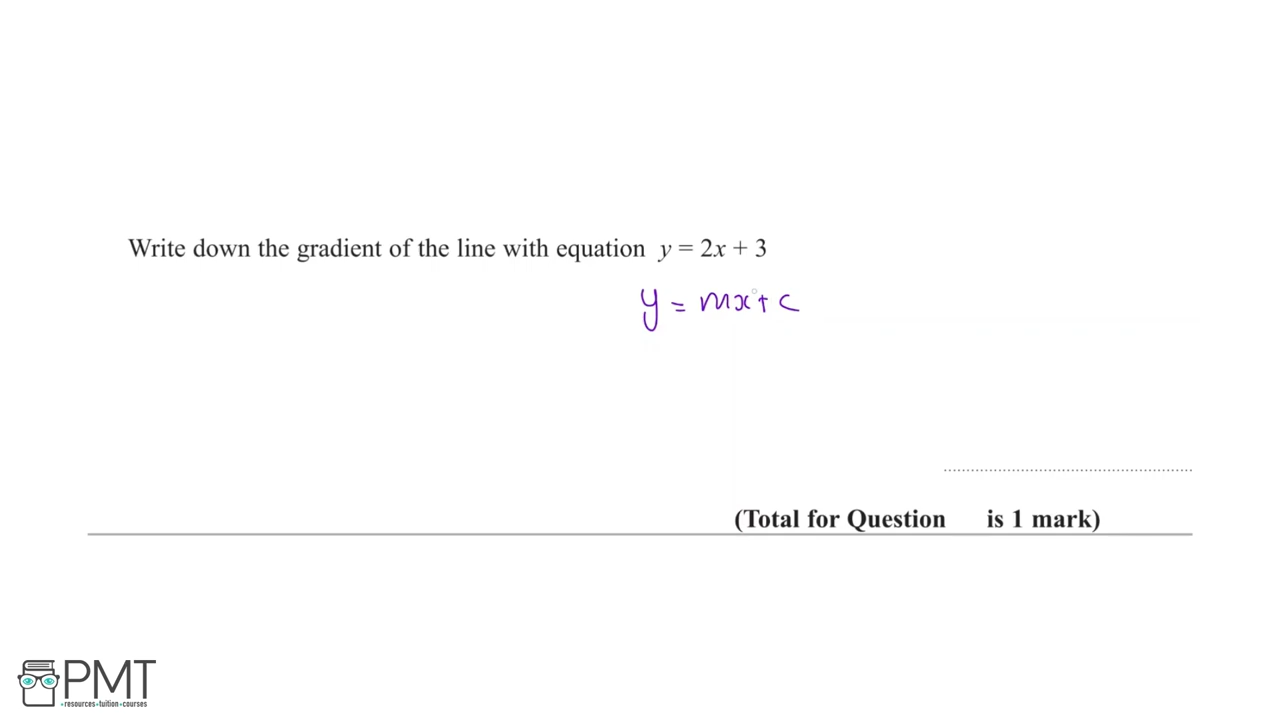 Write down the gradient of the line with equation y = 2x + 3
y = mx + c
(Total for Question is 1 mark)
PMT
•resources•tuition•courses